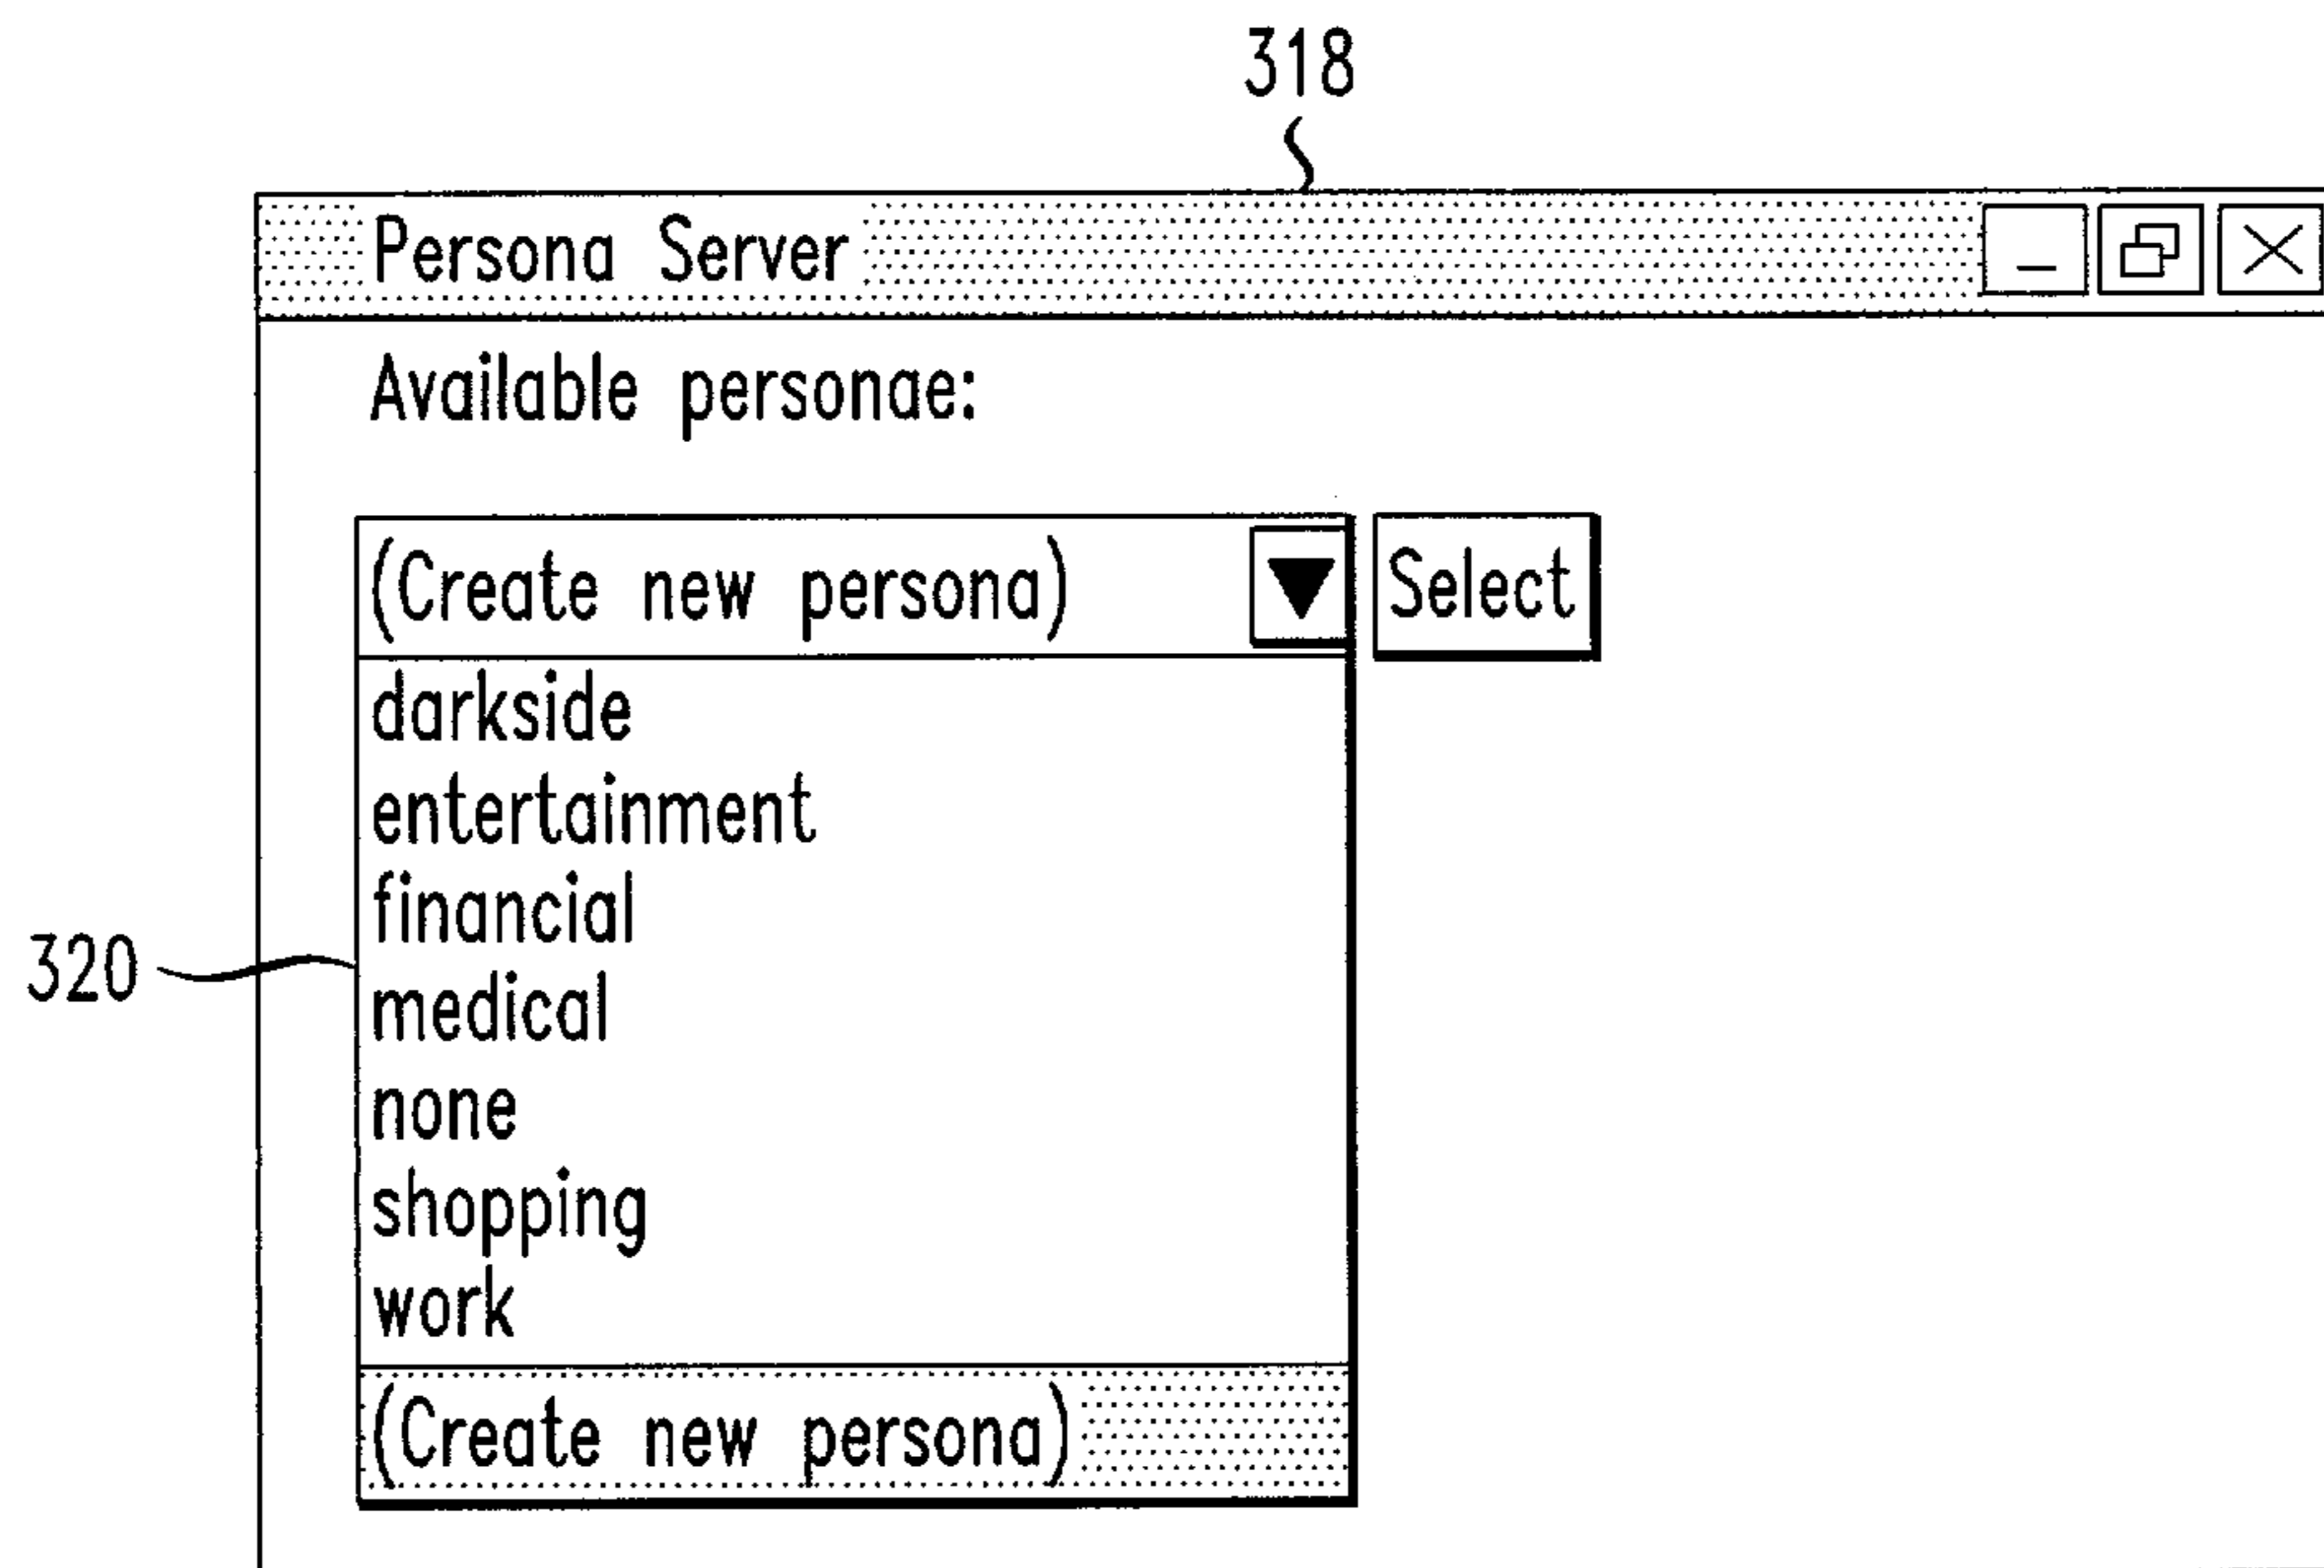 318
Persona Server
Available personae:
(Create new persona)
Select
darkside
entertainment
financial
320
medical
none
shopping
work
(Create new persona)